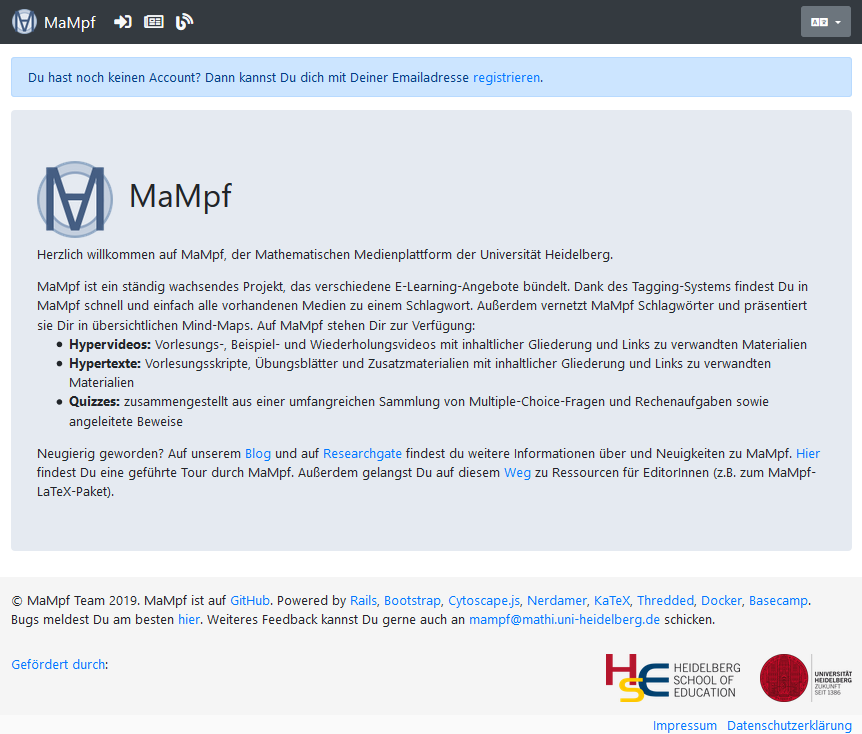 MaMpf
Du hast noch keinen Account? Dann kannst Du dich mit Deiner Emailadresse registrieren.
MaMpf
Herzlich willkommen auf MaMpf, der Mathematischen Medienplattform der Universität Heidelberg.
MaMpf ist ein ständig wachsendes Projekt, das verschiedene E-Learning-Angebote bündelt. Dank des Tagging-Systems findest Du in
MaMpf schnell und einfach alle vorhandenen Medien zu einem Schlagwort. Außerdem vernetzt MaMpf Schlagwörter und präsentiert
sie Dir in übersichtlichen Mind-Maps. Auf MaMpf stehen Dir zur Verfügung:
• Hypervideos: Vorlesungs-, Beispiel- und Wiederholungsvideos mit inhaltlicher Gliederung und Links zu verwandten Materialien
• Hypertexte: Vorlesungsskripte, Übungsblätter und Zusatzmaterialien mit inhaltlicher Gliederung und Links zu verwandten
Materialien
• Quizzes: zusammengestellt aus einer umfangreichen Sammlung von Multiple-Choice-Fragen und Rechenaufgaben sowie
angeleitete Beweise
Neugierig geworden? Auf unserem Blog und auf Researchgate findest du weitere Informationen über und Neuigkeiten zu MaMpf. Hier
findest Du eine geführte Tour durch MaMpf. Außerdem gelangst Du auf diesem Weg zu Ressourcen für EditorInnen (z.B. zum MaMpf-
LaTeX-Paket).
© MaMpf Team 2019. MaMpf ist auf GitHub. Powered by Rails, Bootstrap, Cytoscape.js, Nerdamer, KaTeX, Thredded, Docker, Basecamp.
Bugs meldest Du am besten hier. Weiteres Feedback kannst Du gerne auch an mampf@mathi.uni-heidelberg.de schicken.
Gefördert durch:
HSE
HEIDELBERG
SCHOOL OF
EDUCATION
UNIVERSITÄT
HEIDELBERG
ZUKUNFT
SEIT 1386
Impressum Datenschutzerklärung